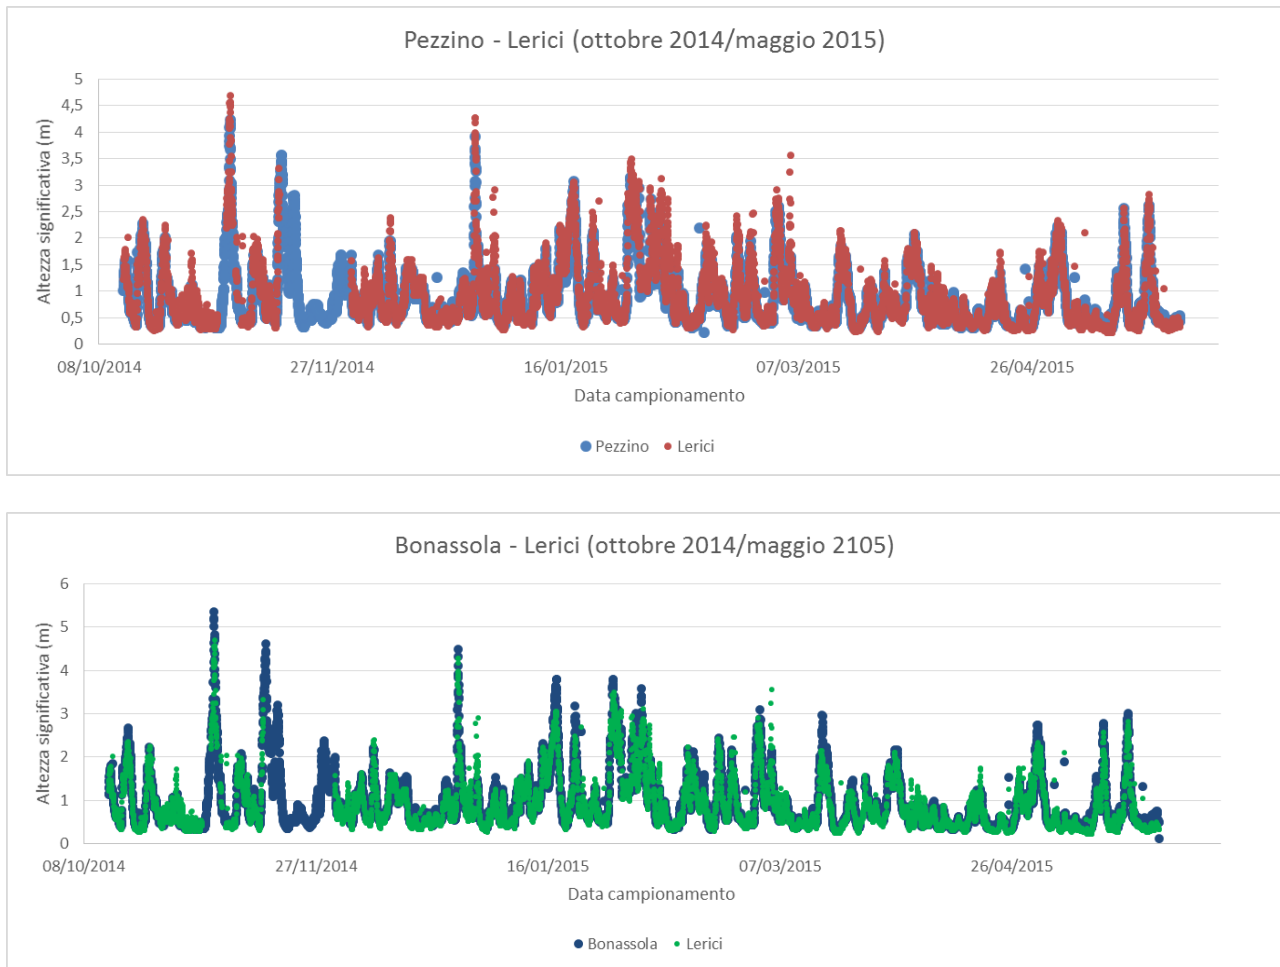 Pezzino - Lerici (ottobre 2014/maggio 2015)
5
4,5
4
3,5
3
2,5
2
1,5
1
0,5
0
Altezza significativa (m)
08/10/2014 27/11/2014 16/01/2015 07/03/2015 26/04/2015
Data campionamento
Pezzino Lerici
Bonassola - Lerici (ottobre 2014/maggio 2105)
6
5
4
3
2
1
0
Altezza significativa (m)
08/10/2014 27/11/2014 16/01/2015 07/03/2015 26/04/2015
Data campionamento
Bonassola Lerici